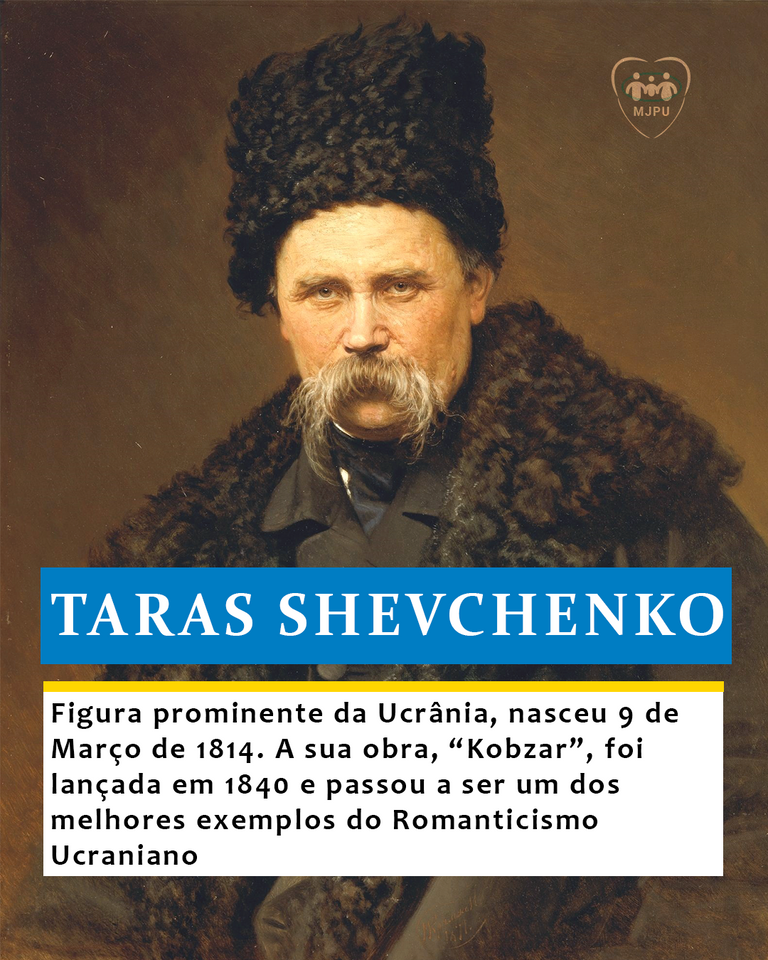 MJPU
TARAS SHEVCHENKO
Figura prominente da Ucrânia, nasceu 9 de
Março de 1814. A sua obra, “Kobzar”, foi
lançada em 1840 e passou a ser um dos
melhores exemplos do Romanticismo
Ucraniano